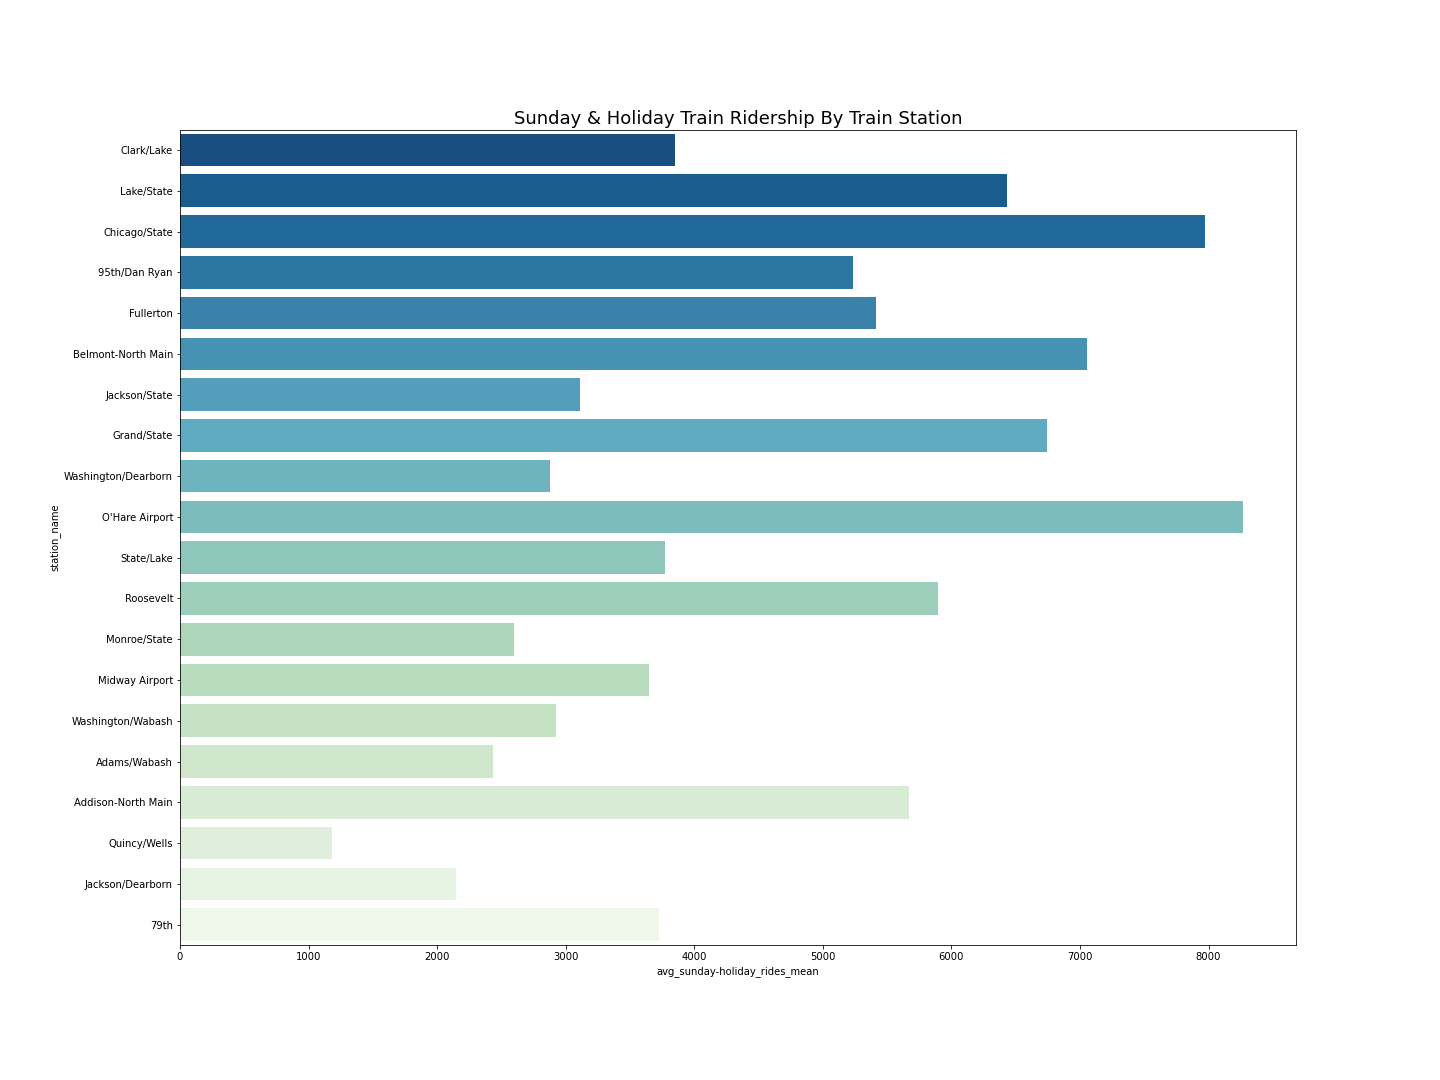 Sunday & Holiday Train Ridership By Train Station
Clark/Lake
Lake/State
Chicago/State
95th/Dan Ryan
Fullerton
Belmont-North Main
Jackson/State
Grand/State
Washington/Dearborn
O'Hare Airport
State/Lake
Roosevelt
Monroe/State
Midway Airport
Washington/Wabash
Adams/Wabash
Addison-North Main
Quincy/Wells
Jackson/Dearborn
79th
station_name
0 1000 2000 3000 4000 5000 6000 7000 8000
avg_sunday-holiday_rides_mean